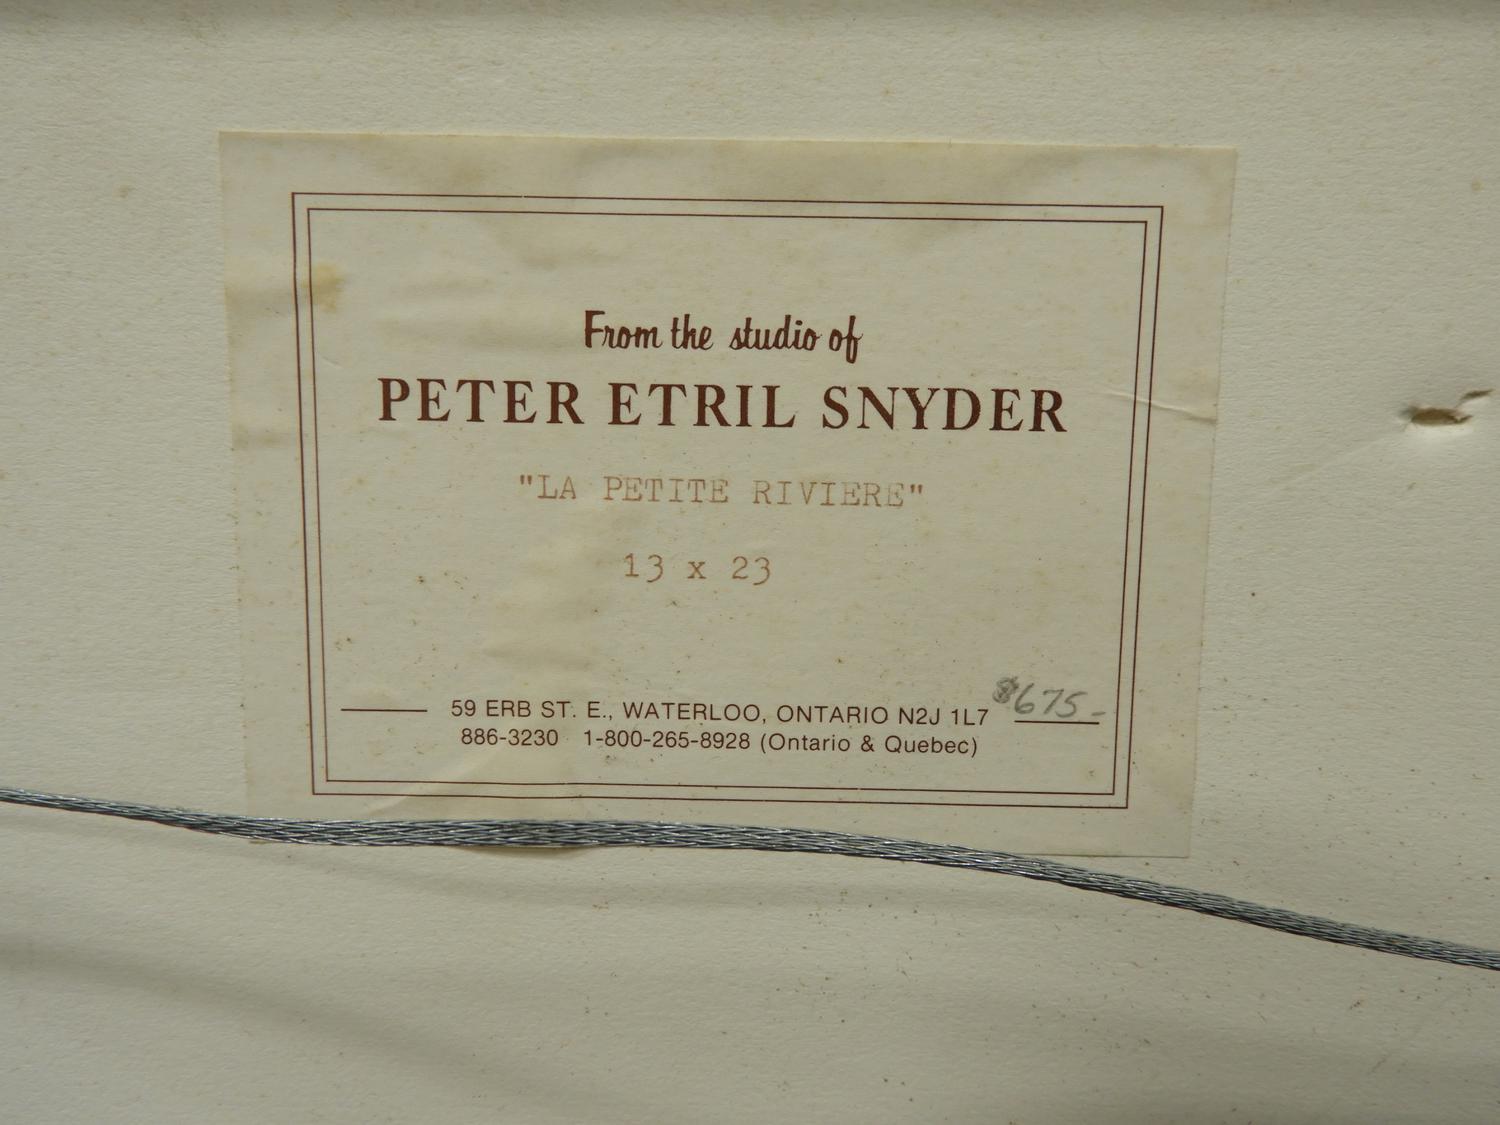 From the studio of
PETER ETRIL SNYDER
"LA PETITE RIVIERE"
13 x 23
$675-
59 ERB ST. E., WATERLOO, ONTARIO N2J 1L7
886-3230 1-800-265-8928 (Ontario & Quebec)